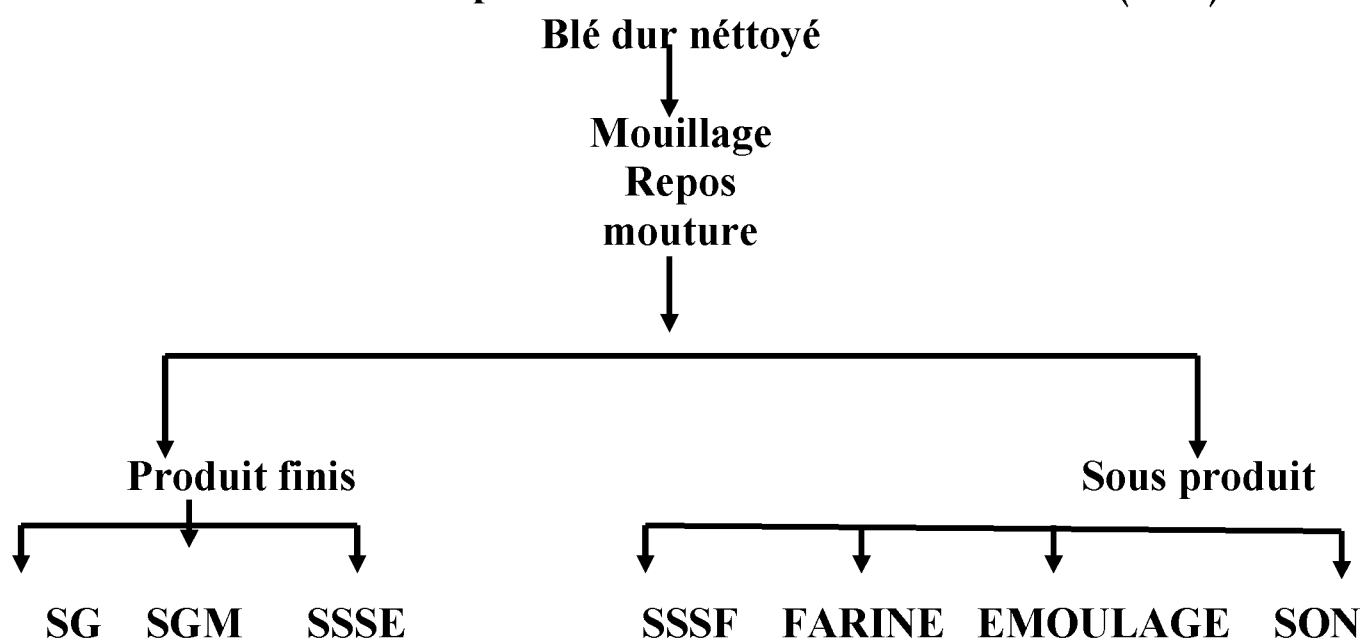 Blé dur néttoyé
Mouillage
Repos
mouture
Produit finis Sous produit
SG SGM SSSE SSSF FARINE EMOULAGE SON